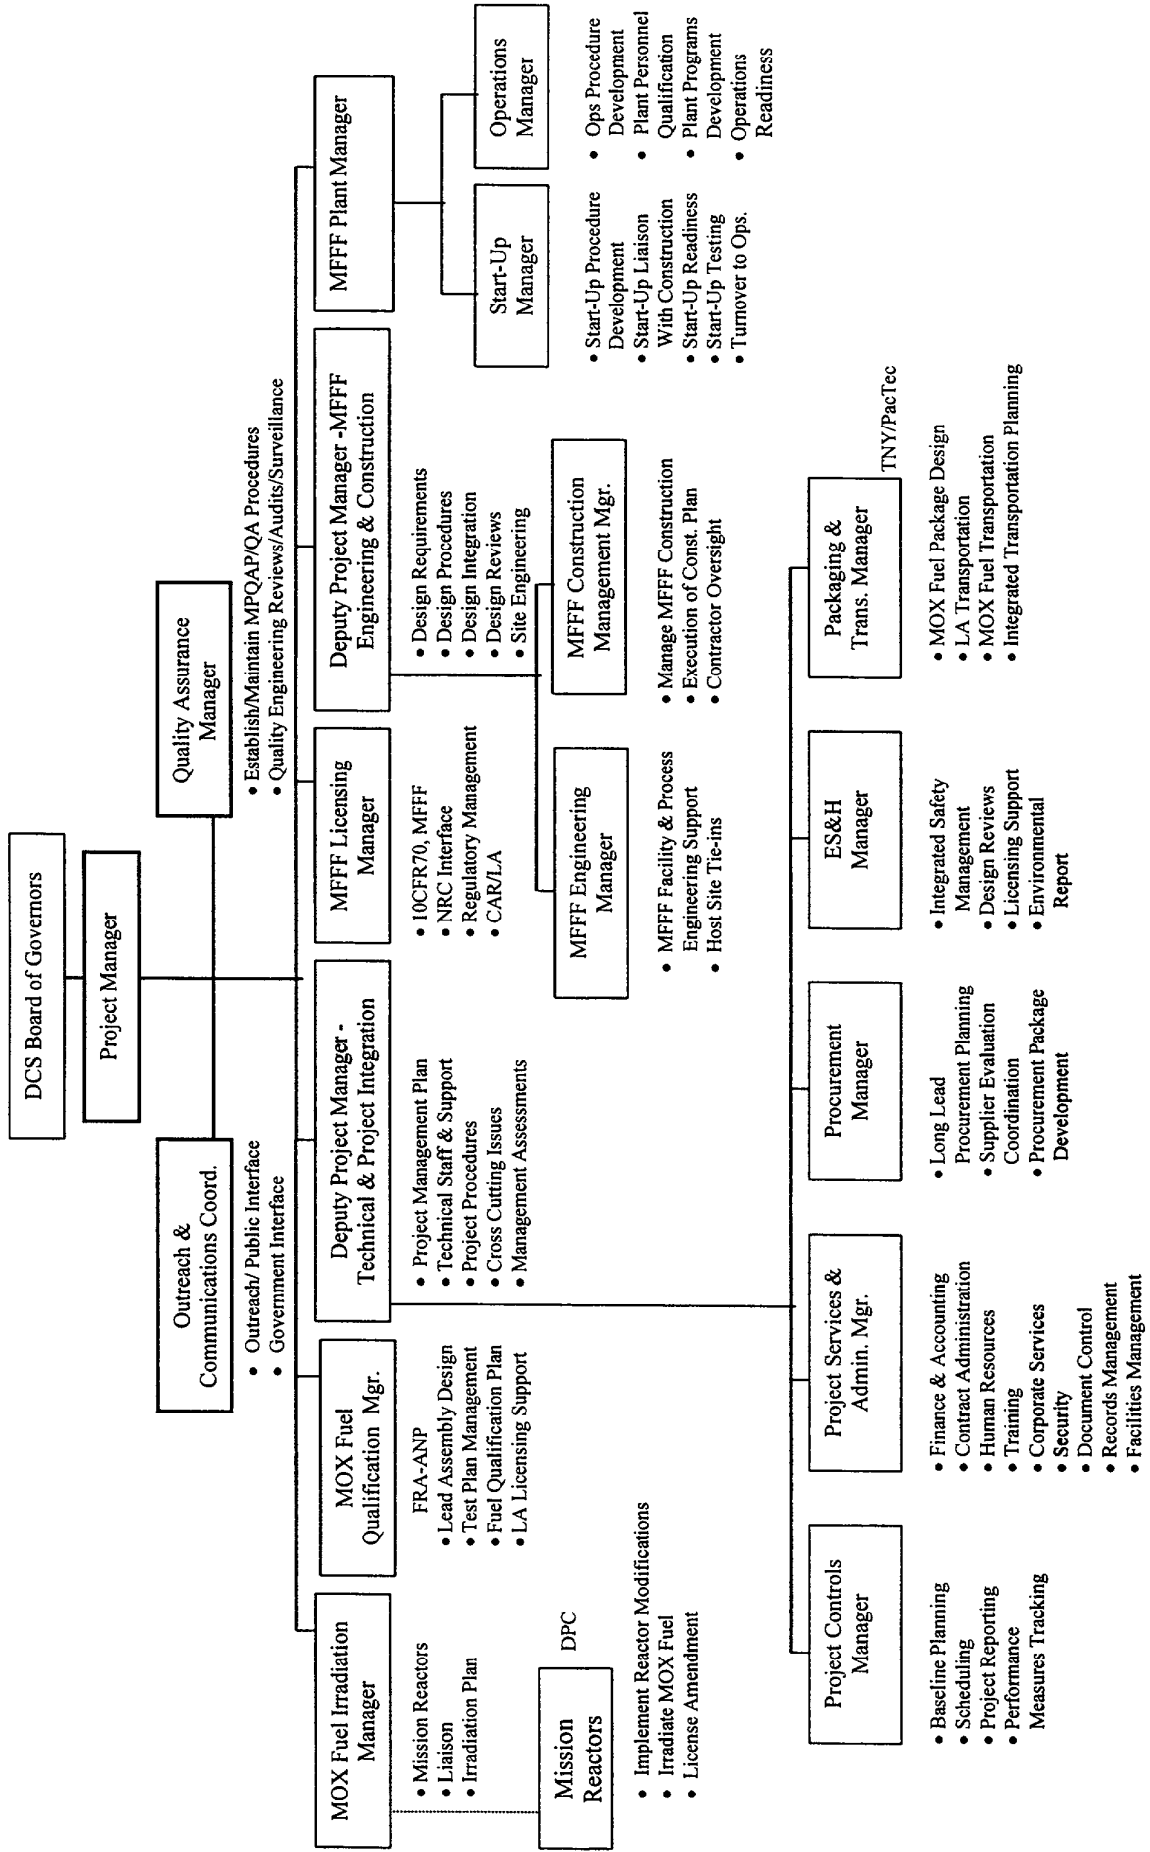 DCS Board of Governors
Project Manager
Outreach &
Communications Coord.
• Outreach/ Public Interface
• Government Interface
Quality Assurance
Manager
• Establish/Maintain MPQAP/QA Procedures
• Quality Engineering Reviews/Audits/Surveillance
MOX Fuel Irradiation
Manager
• Mission Reactors
• Liaison
• Irradiation Plan
MOX Fuel
Qualification Mgr.
FRA-ANP
• Lead Assembly Design
• Test Plan Management
• Fuel Qualification Plan
• LA Licensing Support
Deputy Project Manager -
Technical & Project Integration
• Project Management Plan
• Technical Staff & Support
• Project Procedures
• Cross Cutting Issues
• Management Assessments
MFFF Licensing
Manager
• 10CFR70, MFFF
• NRC Interface
• Regulatory Management
• CAR/LA
Deputy Project Manager -MFFF
Engineering & Construction
• Design Requirements
• Design Procedures
• Design Integration
• Design Reviews
• Site Engineering
MFFF Plant Manager
Mission
Reactors
DPC
• Implement Reactor Modifications
• Irradiate MOX Fuel
• License Amendment
MFFF Engineering
Manager
• MFFF Facility & Process
Engineering Support
• Host Site Tie-ins
MFFF Construction
Management Mgr.
• Manage MFFF Construction
• Execution of Const. Plan
• Contractor Oversight
Start-Up
Manager
• Start-Up Procedure
Development
• Start-Up Liaison
With Construction
• Start-Up Readiness
• Start-Up Testing
• Turnover to Ops.
Operations
Manager
• Ops Procedure
Development
• Plant Personnel
Qualification
• Plant Programs
Development
• Operations
Readiness
Project Controls
Manager
• Baseline Planning
• Scheduling
• Project Reporting
• Performance
Measures Tracking
Project Services &
Admin. Mgr.
• Finance & Accounting
• Contract Administration
• Human Resources
• Training
• Corporate Services
• Security
• Document Control
• Records Management
• Facilities Management
Procurement
Manager
• Long Lead
Procurement Planning
• Supplier Evaluation
Coordination
• Procurement Package
Development
ES&H
Manager
• Integrated Safety
Management
• Design Reviews
• Licensing Support
• Environmental
Report
Packaging &
Trans. Manager
TNY/PacTec
• MOX Fuel Package Design
• LA Transportation
• MOX Fuel Transportation
• Integrated Transportation Planning